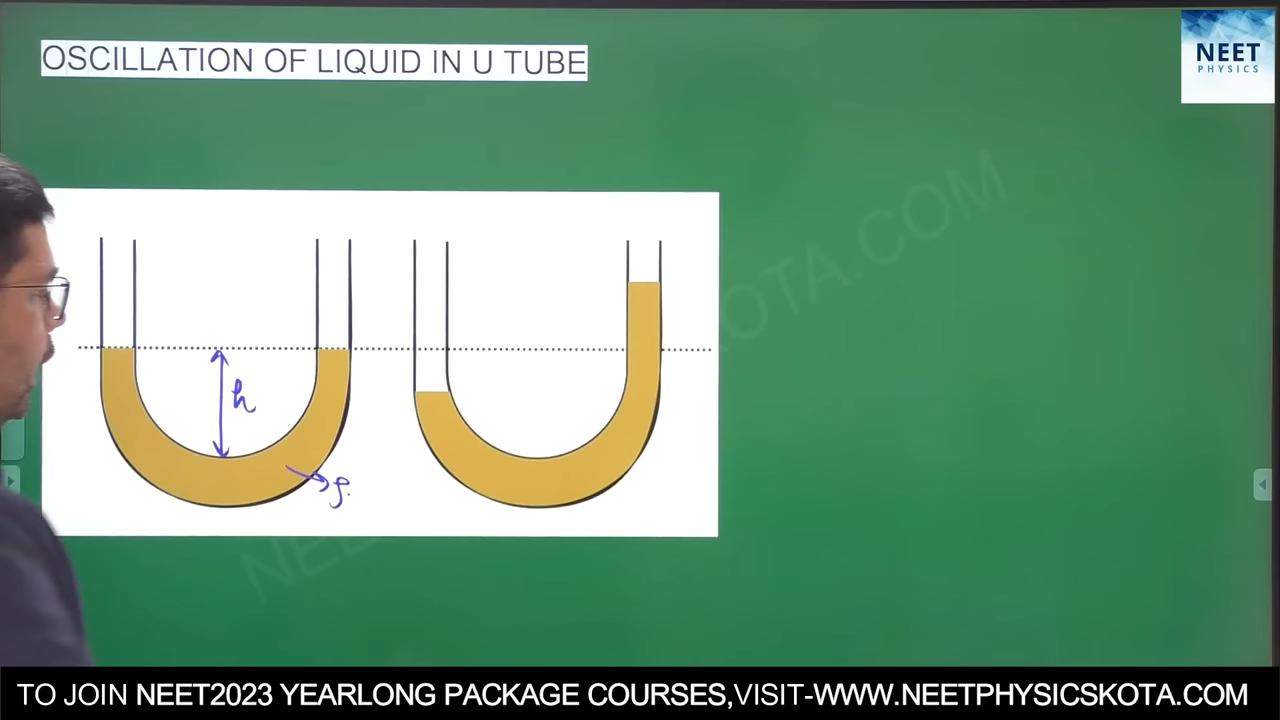 OSCILLATION OF LIQUID IN U TUBE
NEET
PHYSICS
h
ρ
TO JOIN NEET2023 YEARLONG PACKAGE COURSES,VISIT-WWW.NEETPHYSICSKOTA.COM